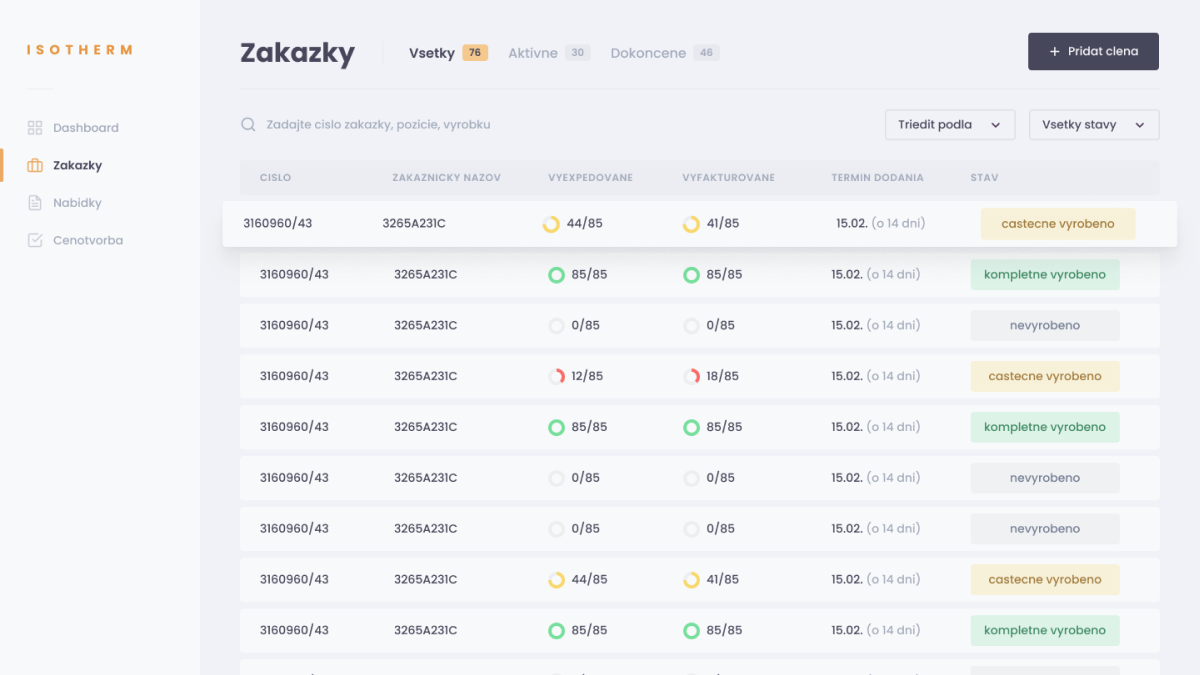 ISOTHERM
Dashboard
Zakazky
Nabidky
Cenotvorba
Zakazky Vsetky 76 Aktivne 30 Dokoncene 46 + Pridat clena
Zadajte cislo zakazky, pozicie, vyrobku Triedit podla Vsetky stavy
CISLO ZAKAZNICKY NAZOV VYEXPEDOVANE VYFAKTUROVANE TERMIN DODANIA STAV
3160960/43 3265A231C 44/85 41/85 15.02. (o 14 dni) castecne vyrobeno
3160960/43 3265A231C 85/85 85/85 15.02. (o 14 dni) kompletne vyrobeno
3160960/43 3265A231C 0/85 0/85 15.02. (o 14 dni) nevyrobeno
3160960/43 3265A231C 12/85 18/85 15.02. (o 14 dni) castecne vyrobeno
3160960/43 3265A231C 85/85 85/85 15.02. (o 14 dni) kompletne vyrobeno
3160960/43 3265A231C 0/85 0/85 15.02. (o 14 dni) nevyrobeno
3160960/43 3265A231C 0/85 0/85 15.02. (o 14 dni) nevyrobeno
3160960/43 3265A231C 44/85 41/85 15.02. (o 14 dni) castecne vyrobeno
3160960/43 3265A231C 85/85 85/85 15.02. (o 14 dni) kompletne vyrobeno